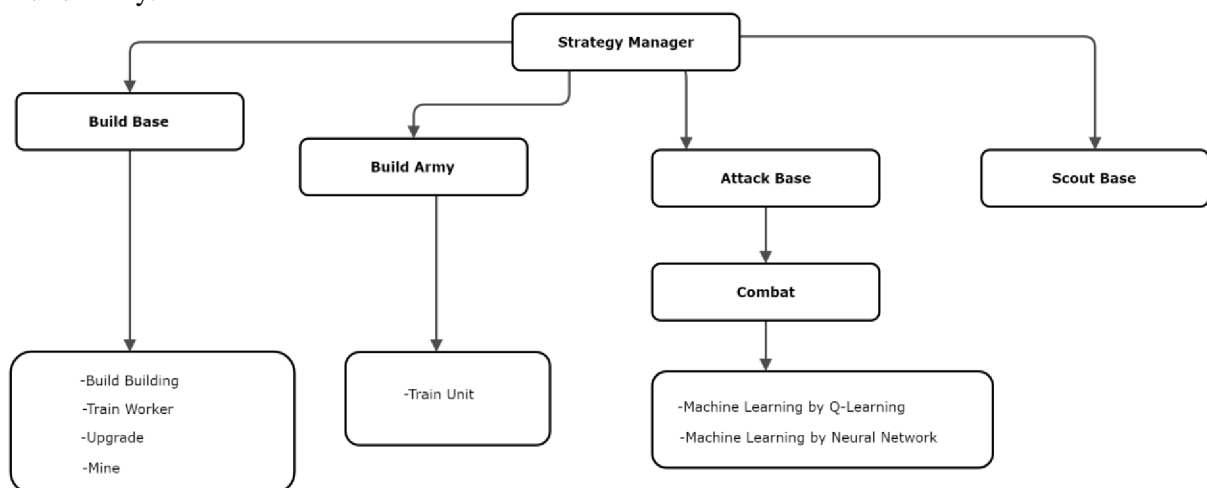 Strategy Manager
Build Base
Build Army
Attack Base
Scout Base
Combat
-Build Building
-Train Worker
-Upgrade
-Mine
-Train Unit
-Machine Learning by Q-Learning
-Machine Learning by Neural Network